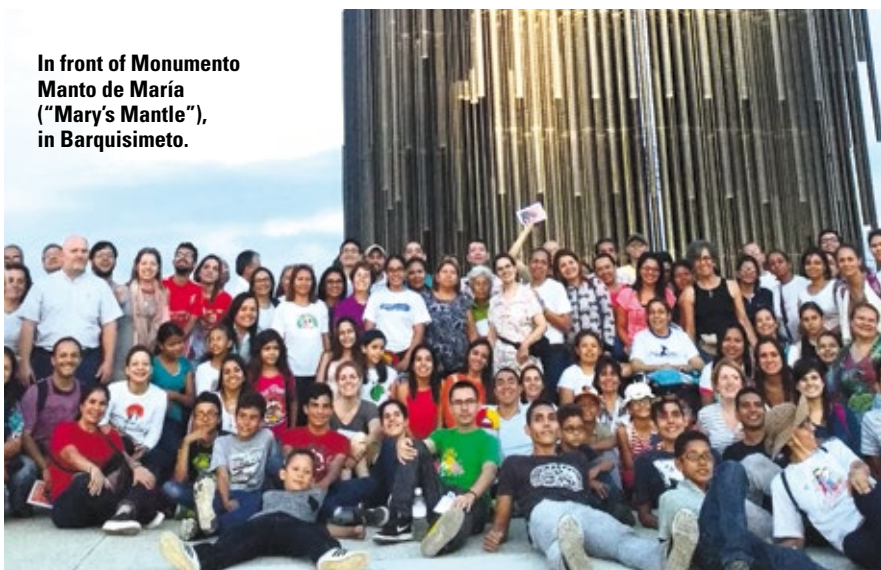 In front of Monumento
Manto de María
(“Mary’s Mantle”),
in Barquisimeto.